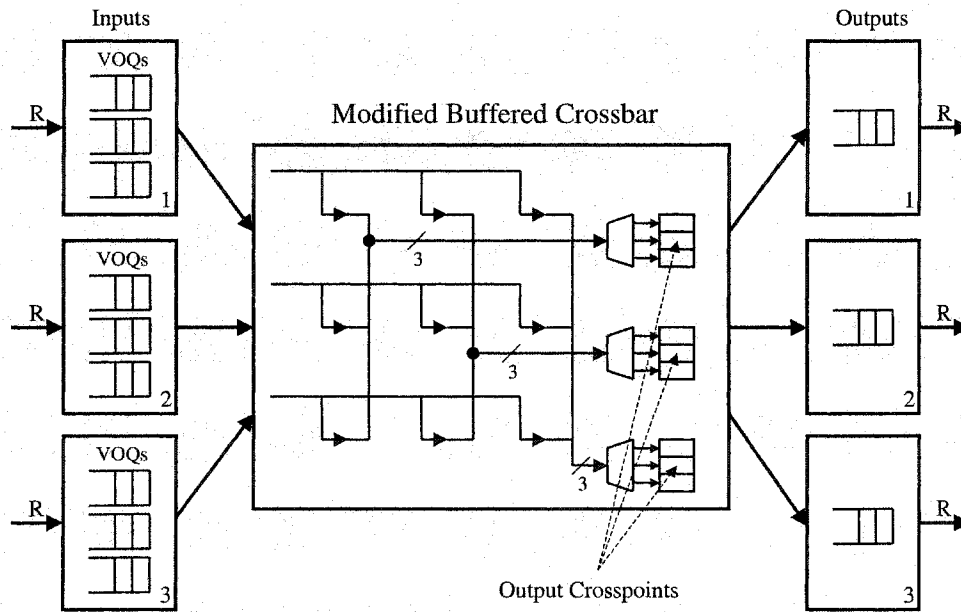 Inputs
Outputs
VOQs
R
1
Modified Buffered Crossbar
R
1
3
VOQs
R
2
3
R
2
VOQs
R
3
3
R
3
Output Crosspoints